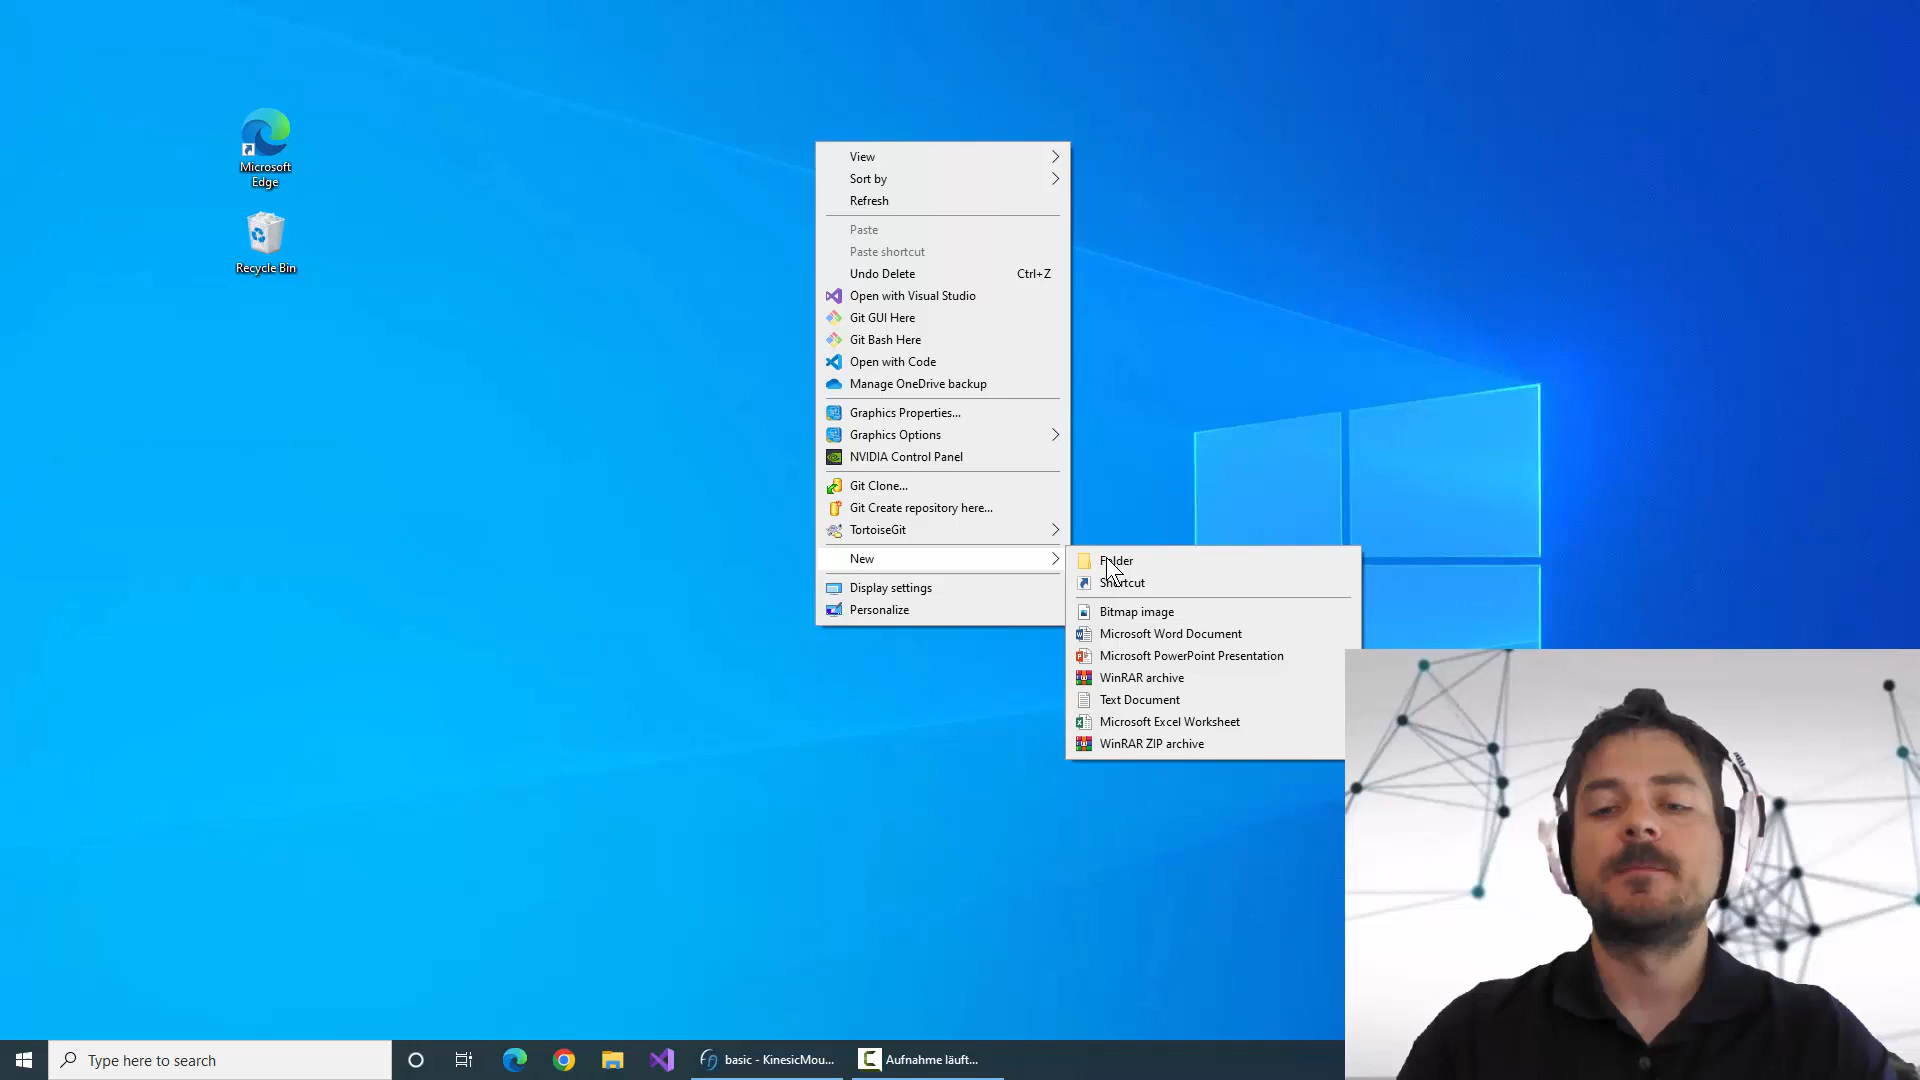 Microsoft
Edge
Recycle Bin
View
Sort by
Refresh
Paste
Paste shortcut
Undo Delete Ctrl+Z
Open with Visual Studio
Git GUI Here
Git Bash Here
Open with Code
Manage OneDrive backup
Graphics Properties...
Graphics Options
NVIDIA Control Panel
Git Clone...
Git Create repository here...
TortoiseGit
New
Display settings
Personalize
Folder
Shortcut
Bitmap image
Microsoft Word Document
Microsoft PowerPoint Presentation
WinRAR archive
Text Document
Microsoft Excel Worksheet
WinRAR ZIP archive
Type here to search
basic - KinesicMou...
Aufnahme läuft...